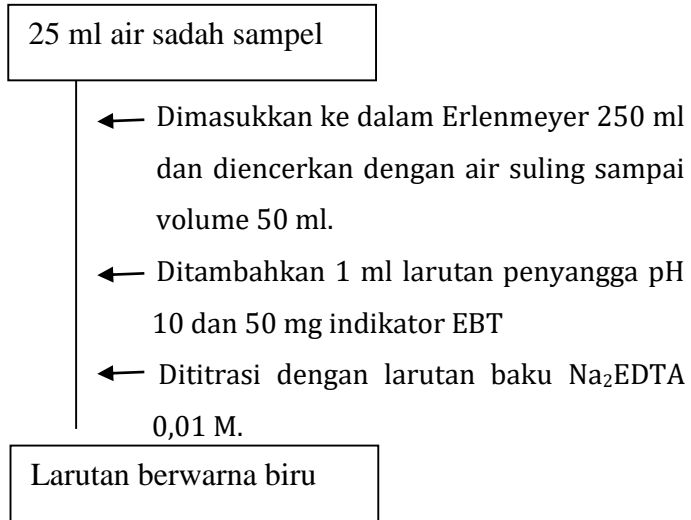 25 ml air sadah sampel
Dimasukkan ke dalam Erlenmeyer 250 ml
dan diencerkan dengan air suling sampai
volume 50 ml.
Ditambahkan 1 ml larutan penyangga pH
10 dan 50 mg indikator EBT
Dititrasi dengan larutan baku Na₂EDTA
0,01 M.
Larutan berwarna biru